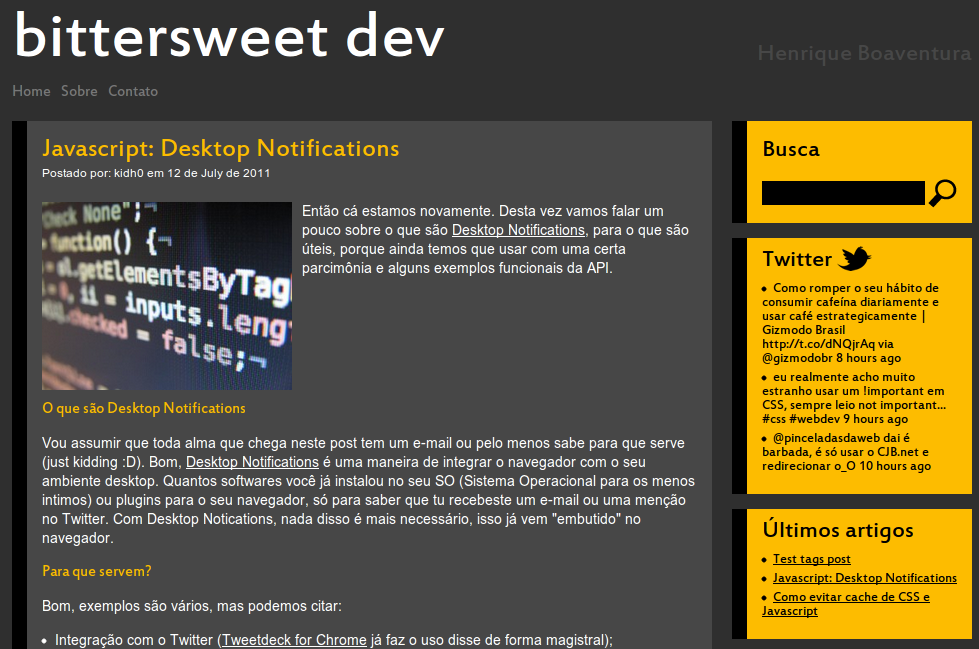 bittersweet dev
Henrique Boaventura
Home Sobre Contato
Javascript: Desktop Notifications
Postado por: kidh0 em 12 de July de 2011
check None";¬
function() {¬
getElementsByTag
ii = inputs.leng
checked = false;¬
Então cá estamos novamente. Desta vez vamos falar um
pouco sobre o que são Desktop Notifications, para o que são
úteis, porque ainda temos que usar com uma certa
parcimônia e alguns exemplos funcionais da API.
O que são Desktop Notifications
Vou assumir que toda alma que chega neste post tem um e-mail ou pelo menos sabe para que serve
(just kidding :D). Bom, Desktop Notifications é uma maneira de integrar o navegador com o seu
ambiente desktop. Quantos softwares você já instalou no seu SO (Sistema Operacional para os menos
intimos) ou plugins para o seu navegador, só para saber que tu recebeste um e-mail ou uma menção
no Twitter. Com Desktop Notications, nada disso é mais necessário, isso já vem "embutido" no
navegador.
Para que servem?
Bom, exemplos são vários, mas podemos citar:
• Integração com o Twitter (Tweetdeck for Chrome já faz o uso disse de forma magistral);
Busca
Twitter
• Como romper o seu hábito de
consumir cafeína diariamente e
usar café estrategicamente |
Gizmodo Brasil
http://t.co/dNQjrAq via
@gizmodobr 8 hours ago
• eu realmente acho muito
estranho usar um !important em
CSS, sempre leio not important...
#css #webdev 9 hours ago
• @pinceladasdaweb dai é
barbada, é só usar o CJB.net e
redirecionar o_O 10 hours ago
Últimos artigos
• Test tags post
• Javascript: Desktop Notifications
• Como evitar cache de CSS e
Javascript